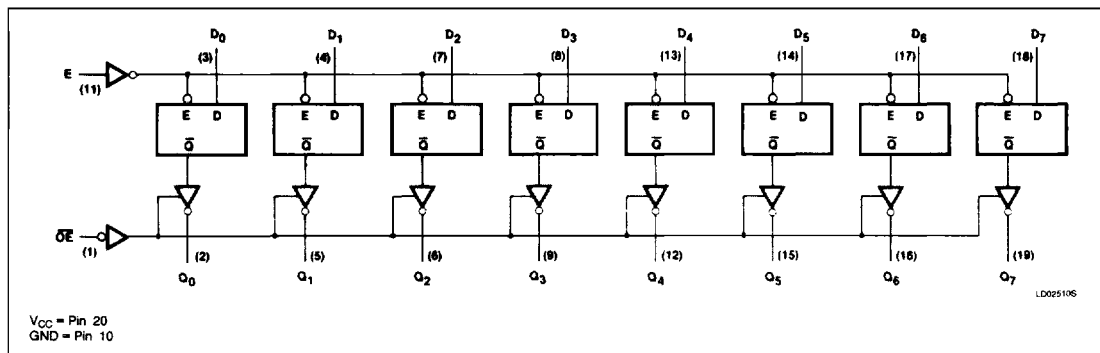 D0 D1 D2 D3 D4 D5 D6 D7
(3) (4) (7) (8) (13) (14) (17) (18)
E
(11)
E D E D E D E D E D E D E D E D
Q̅ Q̅ Q̅ Q̅ Q̅ Q̅ Q̅ Q̅
O̅E̅
(1)
(2) (5) (6) (9) (12) (15) (16) (19)
Q0 Q1 Q2 Q3 Q4 Q5 Q6 Q7
LD02510S
VCC = Pin 20
GND = Pin 10